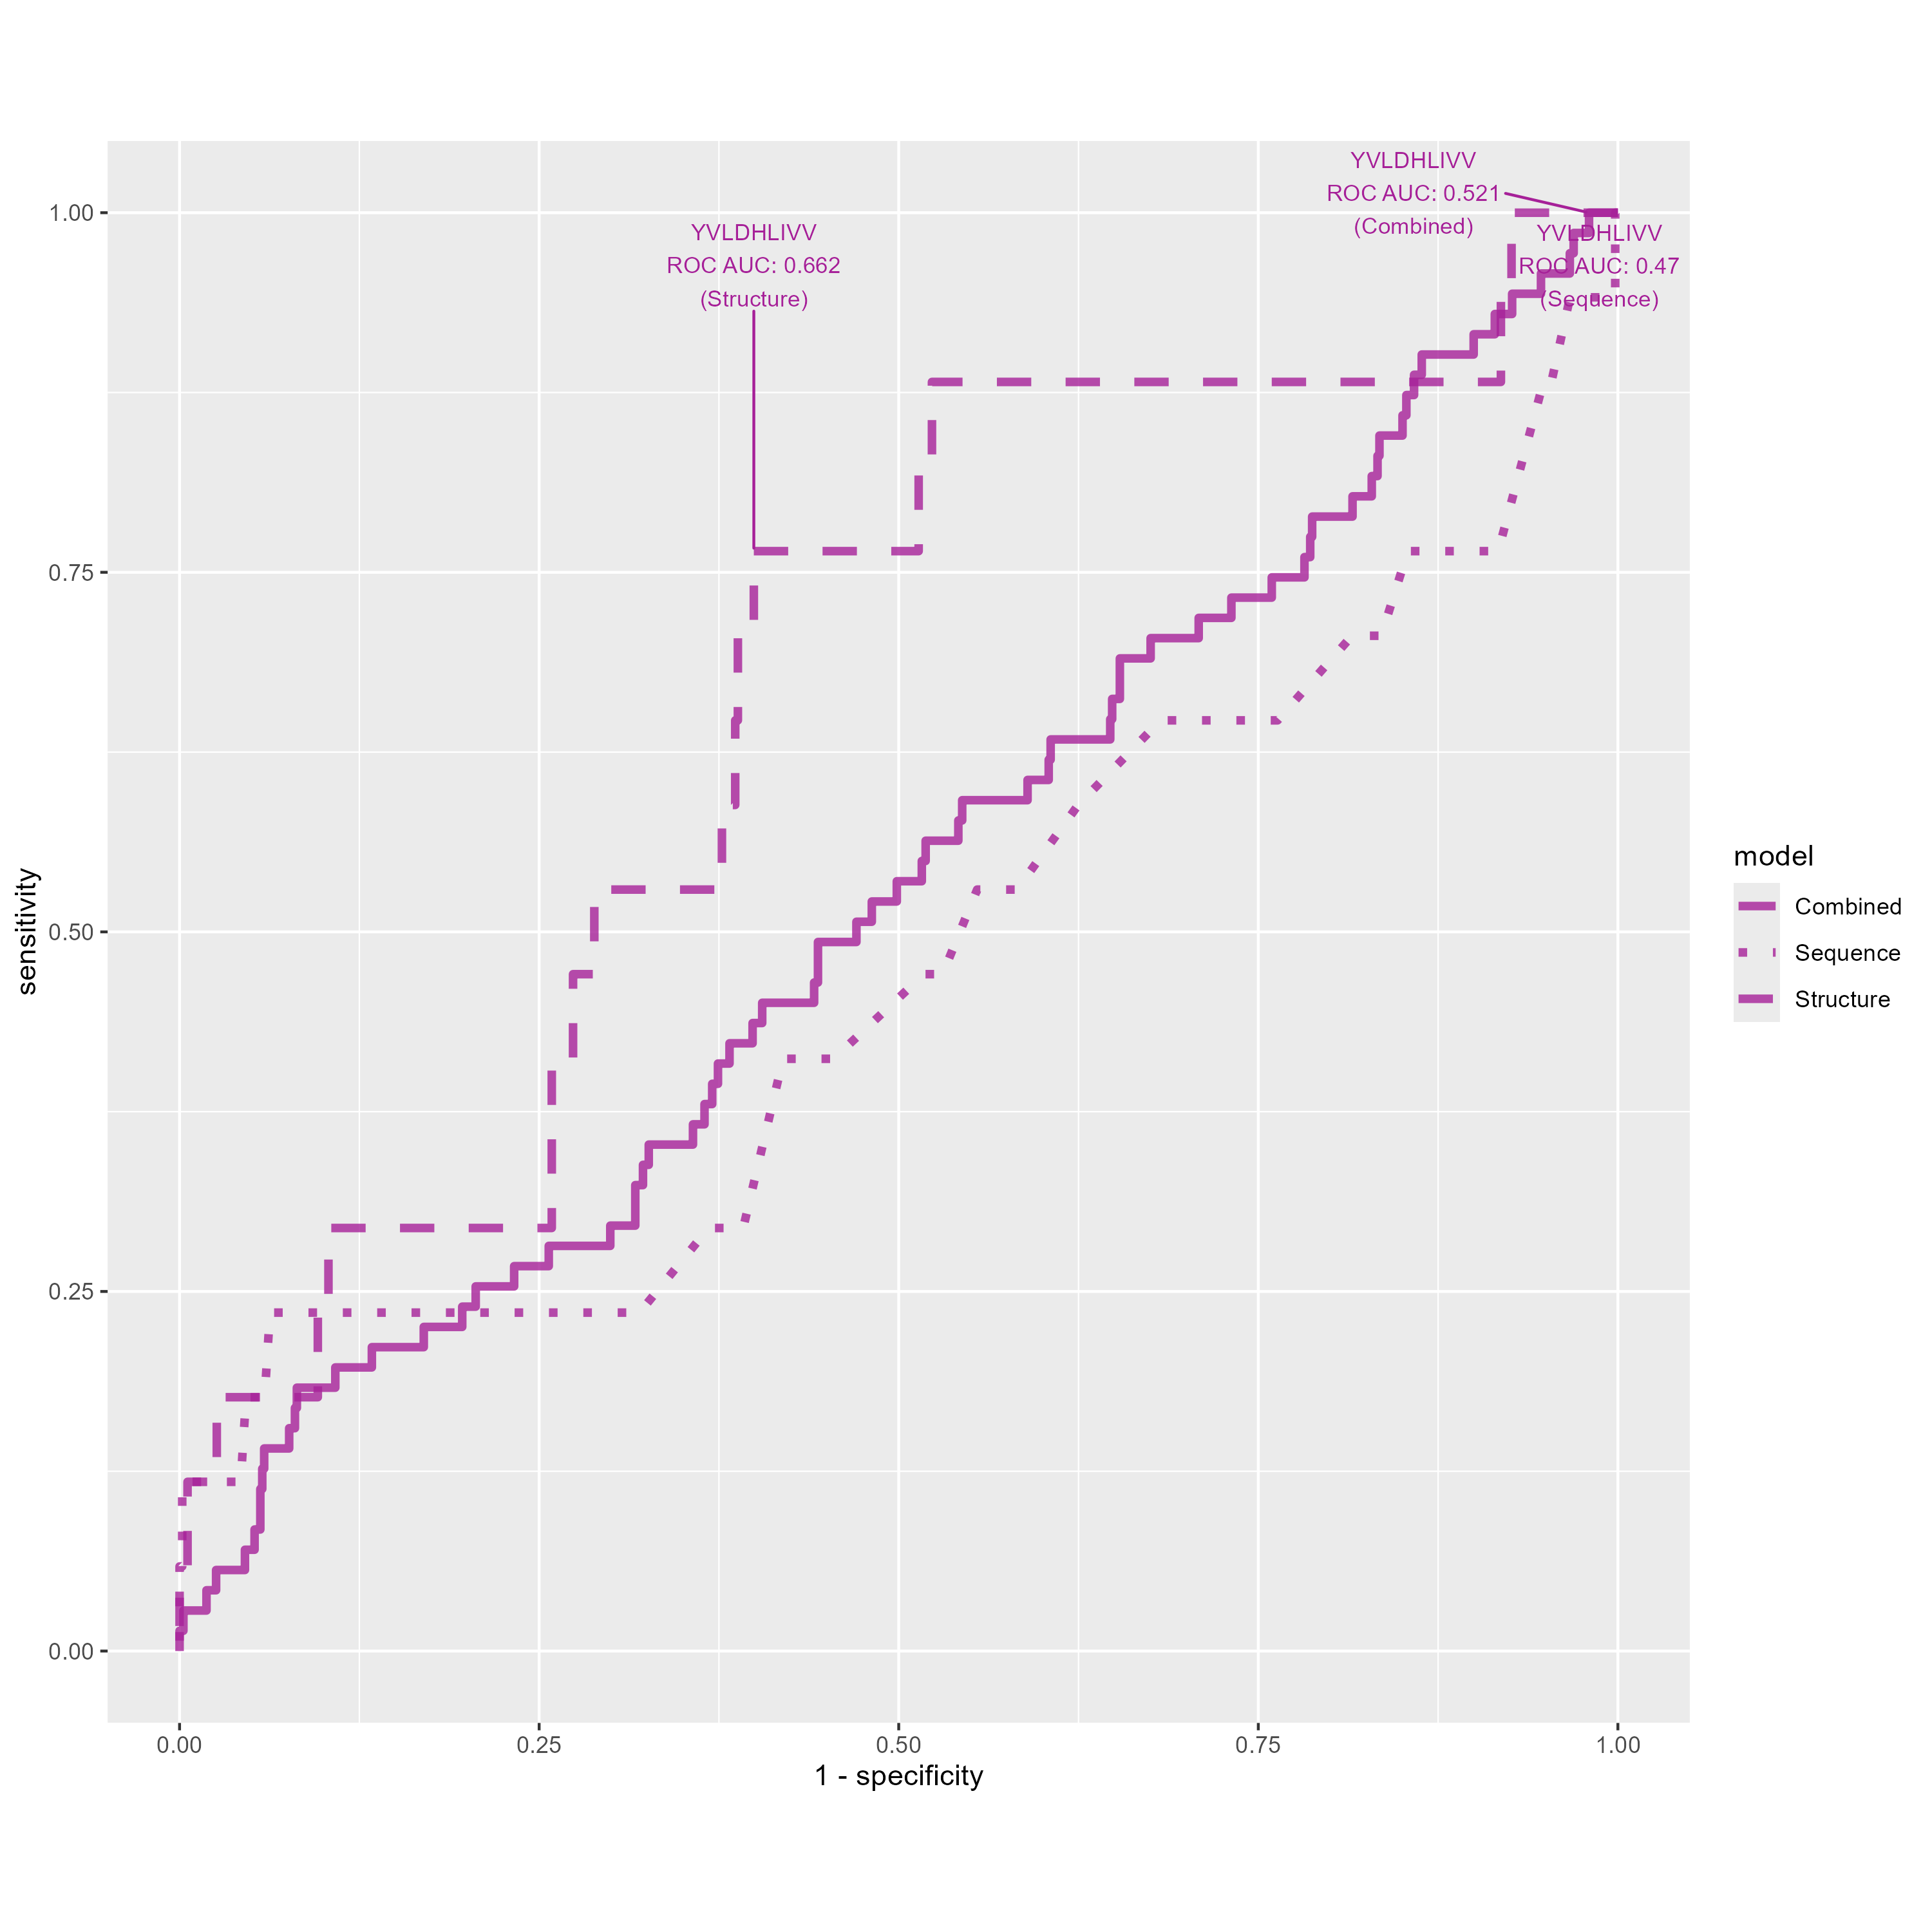 YVLDHLIVV
ROC AUC: 0.521
(Combined)
YVLDHLIVV
ROC AUC: 0.662
(Structure)
YVLDHLIVV
ROC AUC: 0.47
(Sequence)
1.00
0.75
0.50
0.25
0.00
sensitivity
0.00
0.25
0.50
0.75
1.00
1 - specificity
model
Combined
Sequence
Structure